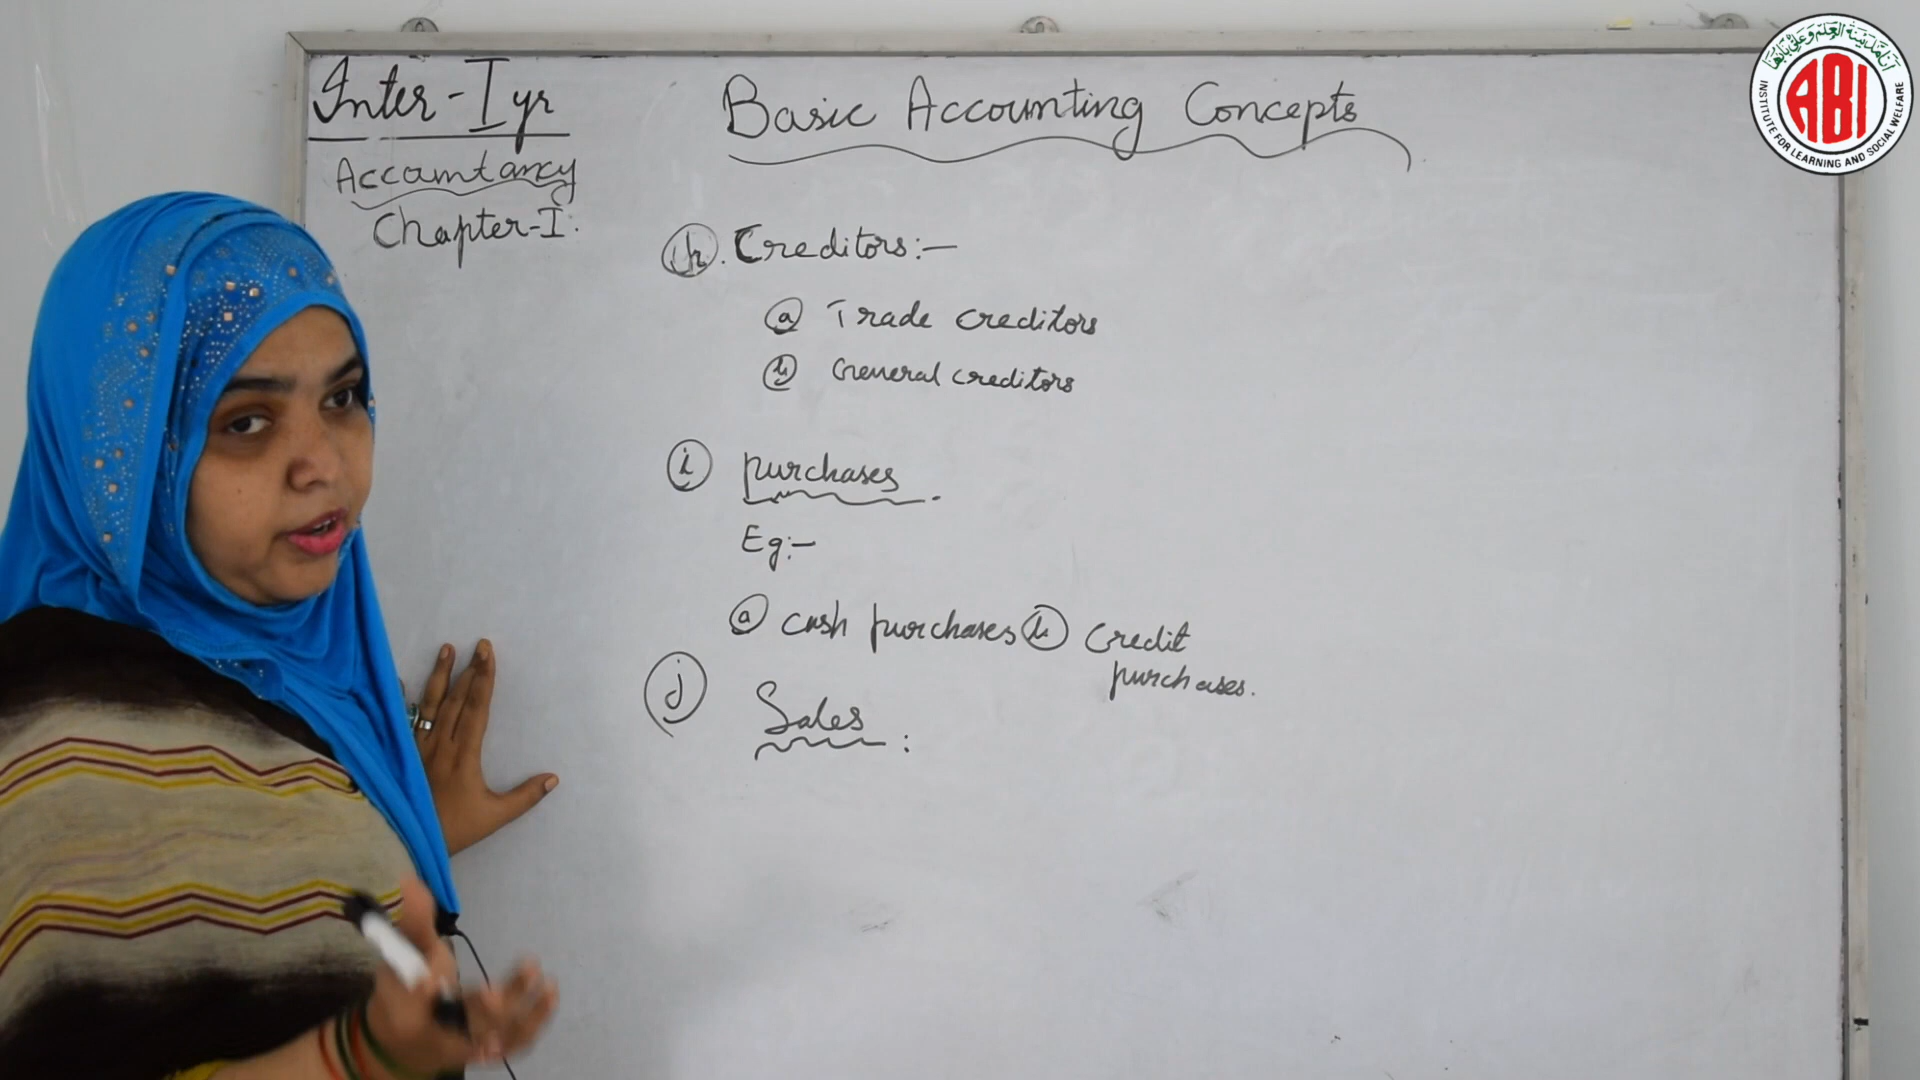 Inter-I yr
Accountancy
Chapter-I.
Basic Accounting Concepts
h. Creditors:-
a Trade creditors
b General creditors
i purchases.
Eg:-
a cash purchases b credit
purchases.
j Sales :
ABI
INSTITUTE FOR LEARNING AND SOCIAL WELFARE